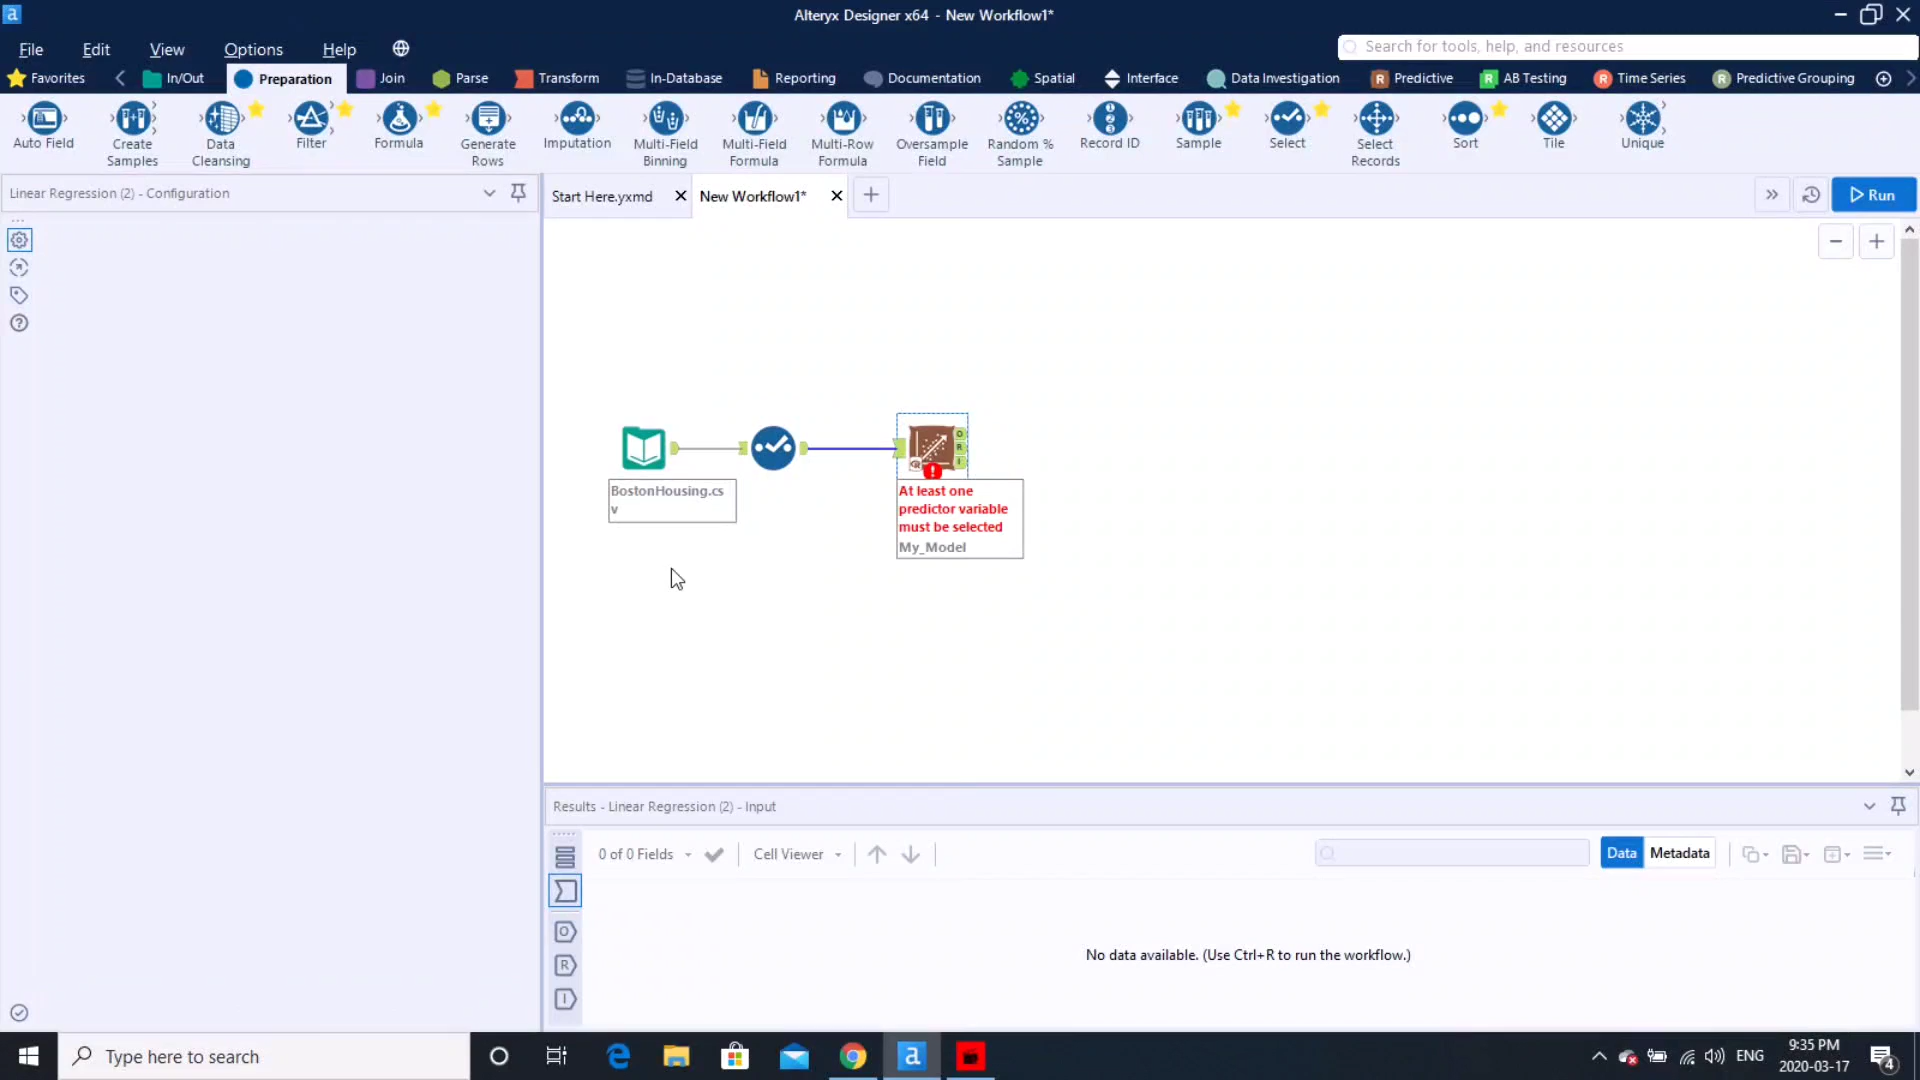 Alteryx Designer x64 - New Workflow1*
File Edit View Options Help
Search for tools, help, and resources
Favorites In/Out Preparation Join Parse Transform In-Database Reporting Documentation Spatial Interface Data Investigation Predictive AB Testing Time Series Predictive Grouping
Auto Field
Create
Samples
Data
Cleansing
Filter
Formula
Generate
Rows
Imputation
Multi-Field
Binning
Multi-Field
Formula
Multi-Row
Formula
Oversample
Field
Random %
Sample
Record ID
Sample
Select
Select
Records
Sort
Tile
Unique
Linear Regression (2) - Configuration
Start Here.yxmd
New Workflow1*
Run
BostonHousing.cs
v
O
R
I
At least one
predictor variable
must be selected
My_Model
Results - Linear Regression (2) - Input
0 of 0 Fields
Cell Viewer
Data
Metadata
O
R
I
No data available. (Use Ctrl+R to run the workflow.)
Type here to search
ENG
9:35 PM
2020-03-17
4